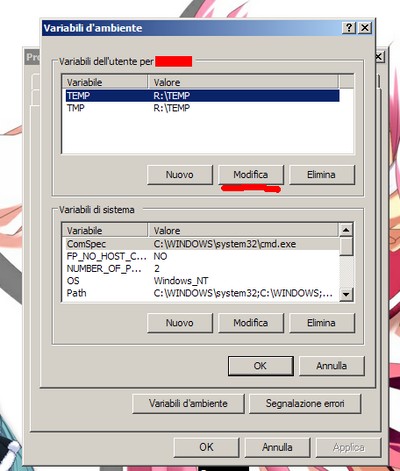 Variabili d'ambiente
Pro
Variabili dell'utente per
Variabile Valore
TEMP R:\TEMP
TMP R:\TEMP
Nuovo Modifica Elimina
Variabili di sistema
Variabile Valore
ComSpec C:\WINDOWS\system32\cmd.exe
FP_NO_HOST_C... NO
NUMBER_OF_P... 2
OS Windows_NT
Path C:\WINDOWS\system32;C:\WINDOWS;...
Nuovo Modifica Elimina
OK Annulla
Variabili d'ambiente Segnalazione errori
OK Annulla Applica